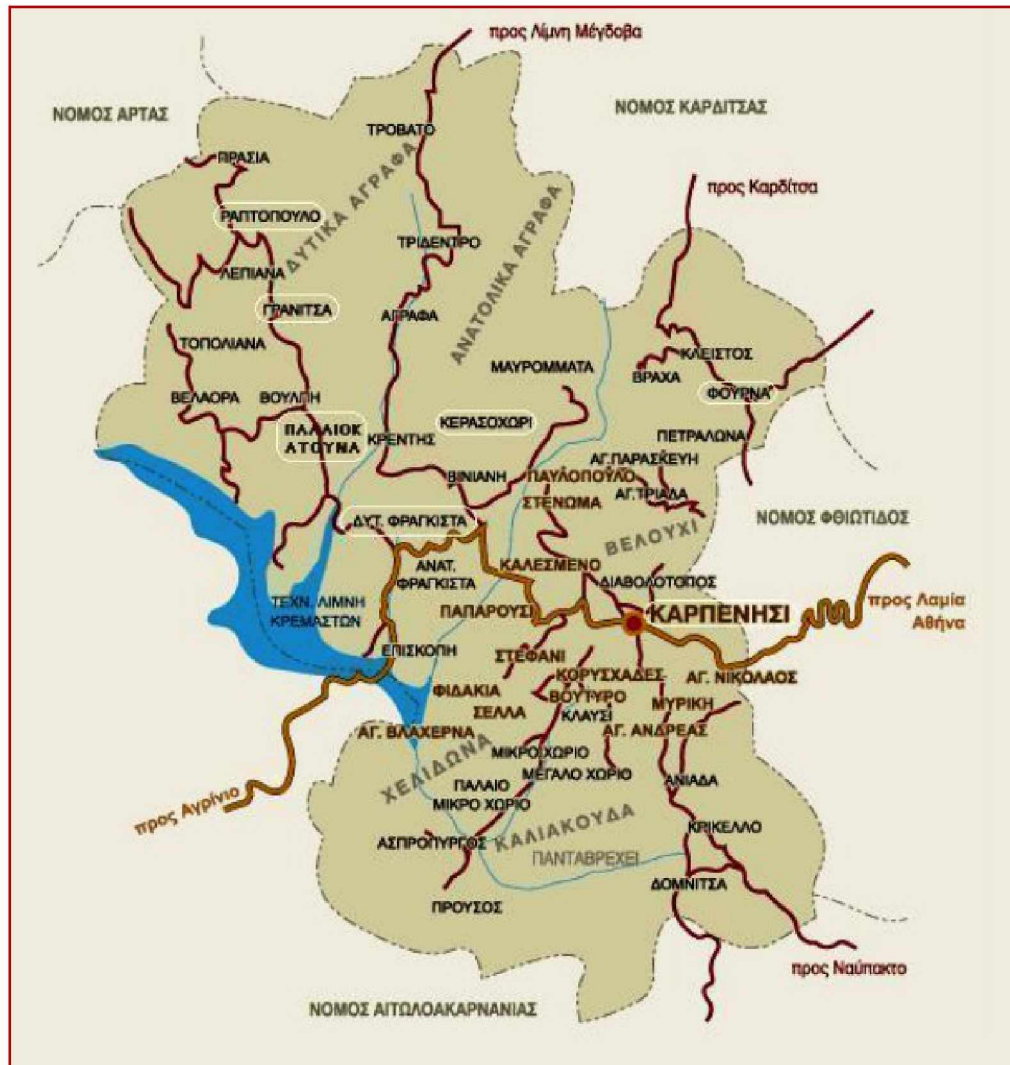 προς Λίμνη Μέγδοβα
ΝΟΜΟΣ ΑΡΤΑΣ
ΝΟΜΟΣ ΚΑΡΔΙΤΣΑΣ
ΤΡΟΒΑΤΟ
ΠΡΑΣΙΑ
προς Καρδίτσα
ΡΑΠΤΟΠΟΥΛΟ
ΔΥΤΙΚΑ ΑΓΡΑΦΑ
ΑΝΑΤΟΛΙΚΑ ΑΓΡΑΦΑ
ΤΡΙΔΕΝΤΡΟ
ΛΕΠΙΑΝΑ
ΓΡΑΝΙΤΣΑ
ΑΓΡΑΦΑ
ΤΟΠΟΛΙΑΝΑ
ΜΑΥΡΟΜΜΑΤΑ
ΚΛΕΙΣΤΟΣ
ΒΡΑΧΑ
ΦΟΥΡΝΑ
ΒΕΛΑΟΡΑ
ΒΟΥΛΠΗ
ΚΕΡΑΣΟΧΩΡΙ
ΠΑΛΑΙΟΚ
ΑΤΟΥΝΑ
ΚΡΕΝΤΗΣ
ΠΕΤΡΑΛΩΝΑ
ΑΓ.ΠΑΡΑΣΚΕΥΗ
ΒΙΝΙΑΝΗ
ΠΑΥΛΟΠΟΥΛΟ
ΑΓ.ΤΡΙΑΔΑ
ΣΤΕΝΩΜΑ
ΔΥΤ. ΦΡΑΓΚΙΣΤΑ
ΝΟΜΟΣ ΦΘΙΩΤΙΔΟΣ
ΒΕΛΟΥΧΙ
ΑΝΑΤ.
ΦΡΑΓΚΙΣΤΑ
ΚΑΛΕΣΜΕΝΟ
ΔΙΑΒΟΛΟΤΟΠΟΣ
ΤΕΧΝ. ΛΙΜΝΗ
ΚΡΕΜΑΣΤΩΝ
ΠΑΠΑΡΟΥΣΙ
ΚΑΡΠΕΝΗΣΙ
προς Λαμία
Αθήνα
ΕΠΙΣΚΟΠΗ
ΣΤΕΦΑΝΙ
ΚΟΡΥΣΧΑΔΕΣ
ΑΓ. ΝΙΚΟΛΑΟΣ
ΦΙΔΑΚΙΑ
ΒΟΥΤΥΡΟ
ΜΥΡΙΚΗ
ΣΕΛΛΑ
ΚΛΑΥΣΙ
ΑΓ. ΒΛΑΧΕΡΝΑ
ΑΓ. ΑΝΔΡΕΑΣ
ΧΕΛΙΔΩΝΑ
ΜΙΚΡΟ ΧΩΡΙΟ
ΜΕΓΑΛΟ ΧΩΡΙΟ
ΑΝΙΑΔΑ
ΠΑΛΑΙΟ
ΜΙΚΡΟ ΧΩΡΙΟ
προς Αγρίνιο
ΚΑΛΙΑΚΟΥΔΑ
ΚΡΙΚΕΛΛΟ
ΑΣΠΡΟΠΥΡΓΟΣ
ΠΑΝΤΑΒΡΕΧΕΙ
ΔΟΜΝΙΤΣΑ
ΠΡΟΥΣΟΣ
προς Ναύπακτο
ΝΟΜΟΣ ΑΙΤΩΛΟΑΚΑΡΝΑΝΙΑΣ